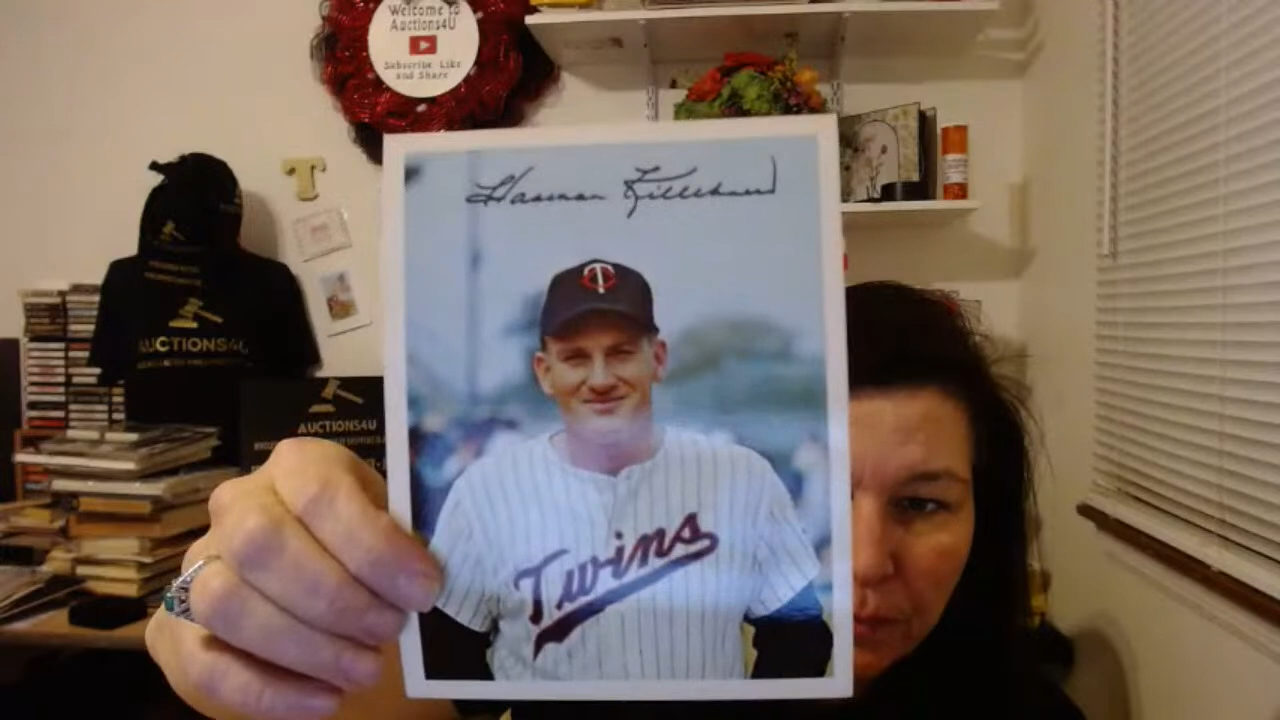 Welcome to
Auctions4U
Subscribe Like
and Share
T
Harmon Killebrew
T
C
AUCTIONS4U
AUCTIONS4U
Twins